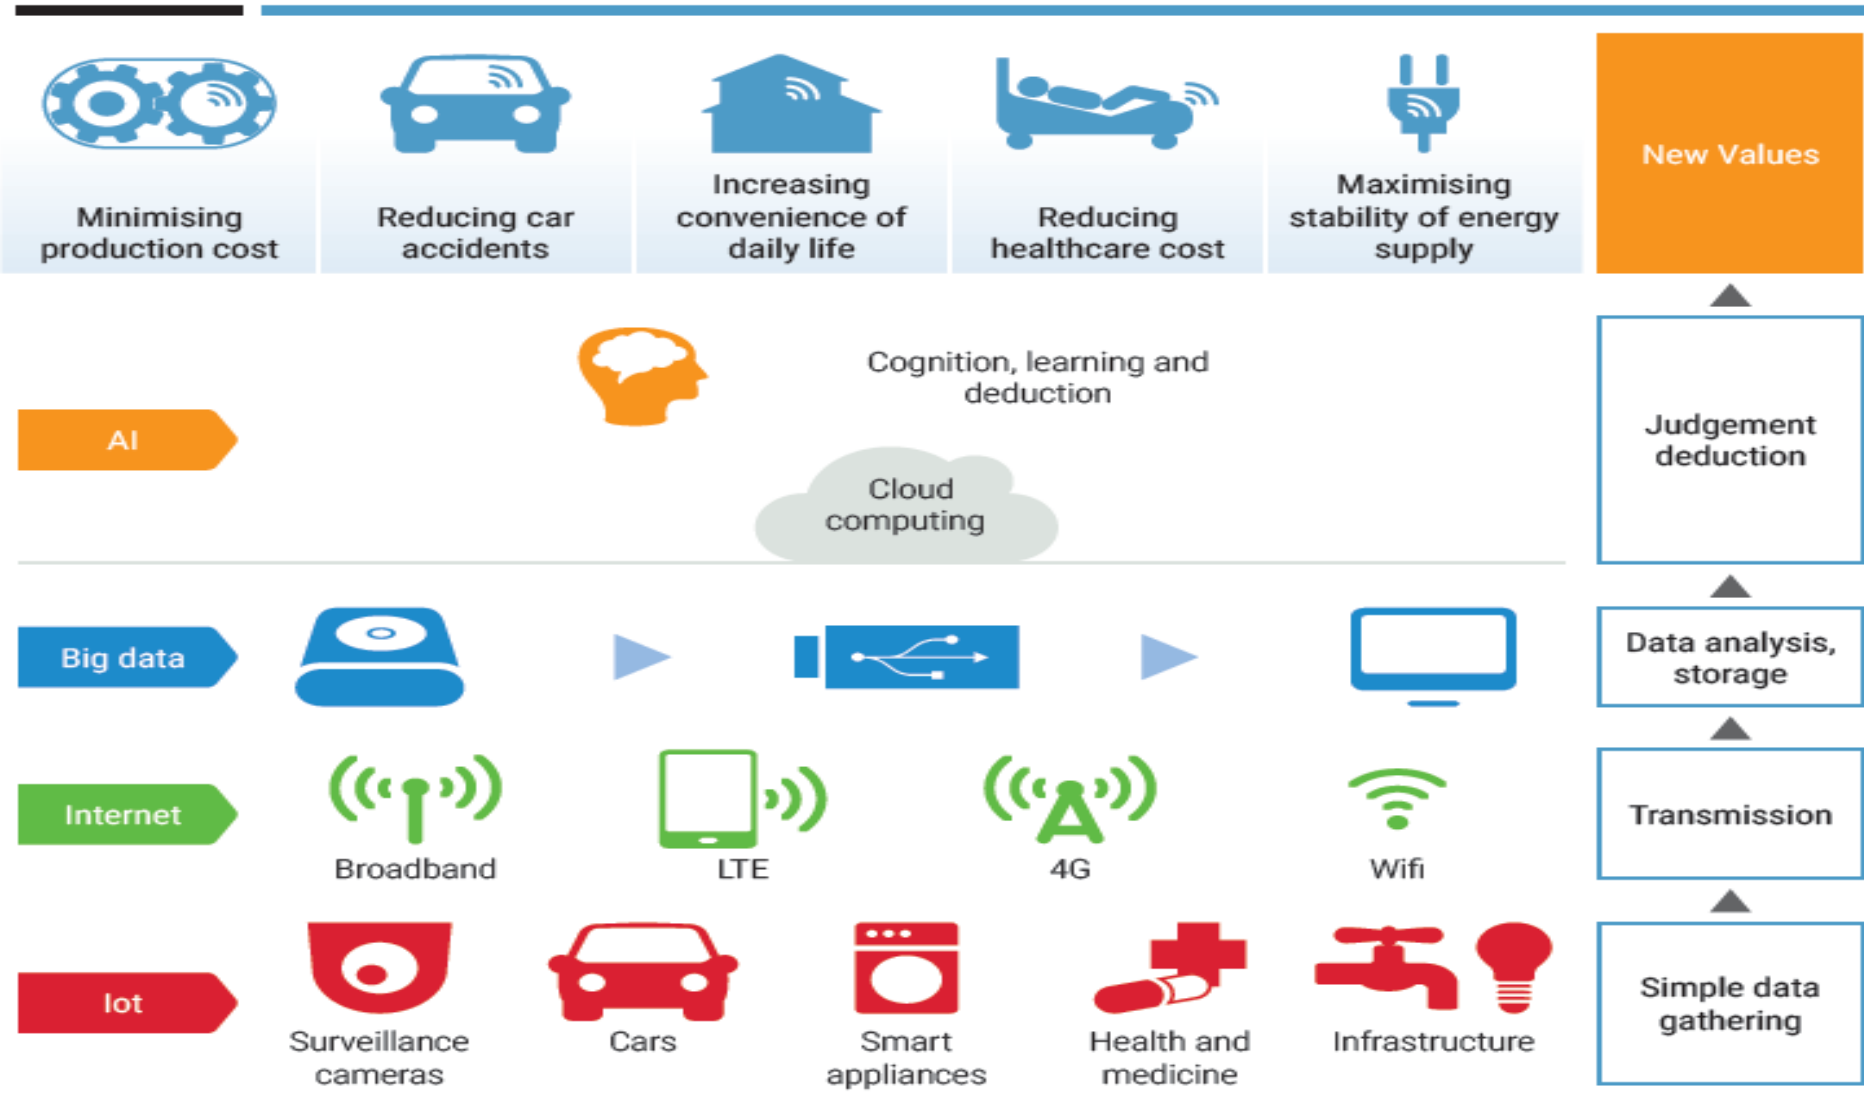 Minimising
production cost
Reducing car
accidents
Increasing
convenience of
daily life
Reducing
healthcare cost
Maximising
stability of energy
supply
New Values
AI
Cognition, learning and
deduction
Cloud
computing
Judgement
deduction
Big data
Data analysis,
storage
Internet
Broadband
LTE
4G
Wifi
Transmission
Iot
Surveillance
cameras
Cars
Smart
appliances
Health and
medicine
Infrastructure
Simple data
gathering